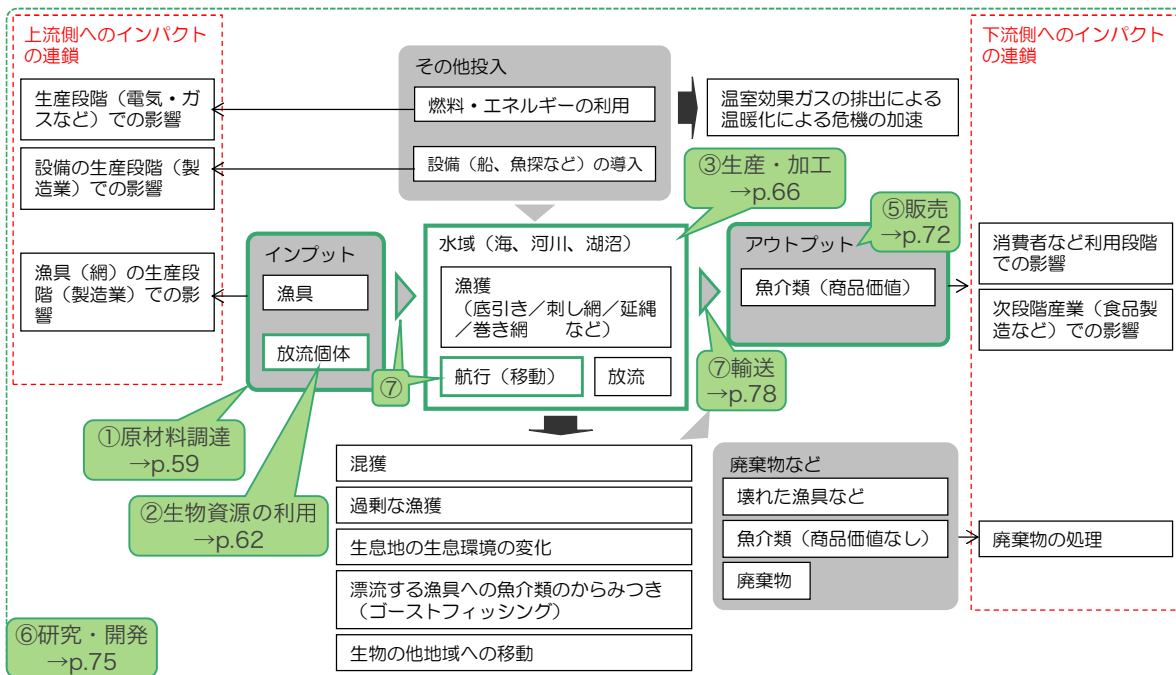 上流側へのインパクト
の連鎖
生産段階（電気・ガ
スなど）での影響
設備の生産段階（製
造業）での影響
漁具（網）の生産段
階（製造業）での影
響
その他投入
燃料・エネルギーの利用
設備（船、魚探など）の導入
温室効果ガスの排出による
温暖化による危機の加速
下流側へのインパクト
の連鎖
③生産・加工
→p.66
⑤販売
→p.72
インプット
漁具
放流個体
水域（海、河川、湖沼）
漁獲
（底引き／刺し網／延縄
／巻き網　　など）
航行（移動）
放流
アウトプット
魚介類（商品価値）
消費者など利用段階
での影響
次段階産業（食品製
造など）での影響
⑦
⑦輸送
→p.78
①原材料調達
→p.59
②生物資源の利用
→p.62
混獲
過剰な漁獲
生息地の生息環境の変化
漂流する漁具への魚介類のからみつき
（ゴーストフィッシング）
生物の他地域への移動
廃棄物など
壊れた漁具など
魚介類（商品価値なし）
廃棄物
廃棄物の処理
⑥研究・開発
→p.75